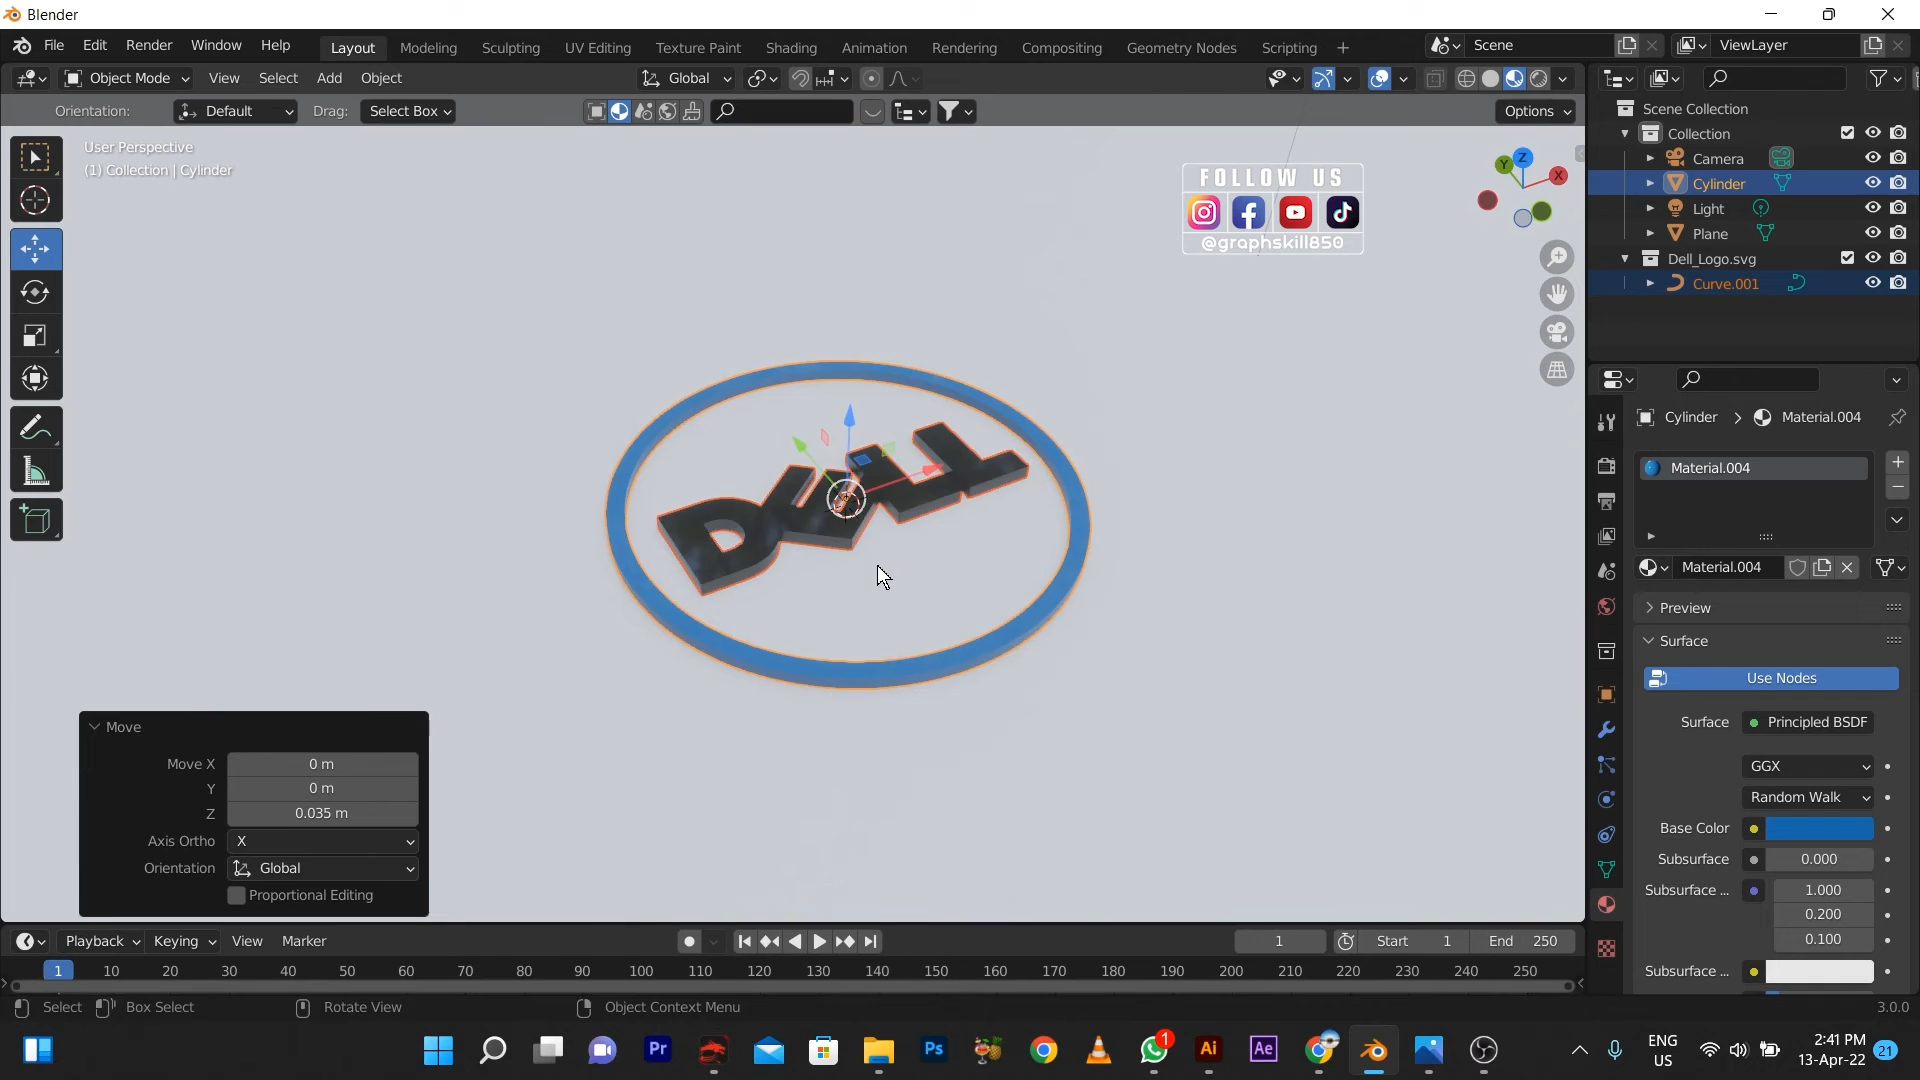 Blender
File Edit Render Window Help
Layout Modeling Sculpting UV Editing Texture Paint Shading Animation Rendering Compositing Geometry Nodes Scripting +
Scene
ViewLayer
Object Mode View Select Add Object
Global
Orientation: Default Drag: Select Box
Options
User Perspective
(1) Collection | Cylinder
FOLLOW US
@graphskill850
Z
Y
X
DELL
Scene Collection
Collection
Camera
Cylinder
Light
Plane
Dell_Logo.svg
Curve.001
Cylinder > Material.004
Material.004
Material.004
Preview
Surface
Use Nodes
Surface Principled BSDF
GGX
Random Walk
Base Color
Subsurface 0.000
Subsurface ... 1.000
0.200
0.100
Subsurface ...
Move
Move X 0 m
Y 0 m
Z 0.035 m
Axis Ortho X
Orientation Global
Proportional Editing
Playback Keying View Marker
1 Start 1 End 250
1 10 20 30 40 50 60 70 80 90 100 110 120 130 140 150 160 170 180 190 200 210 220 230 240 250
Select Box Select Rotate View Object Context Menu 3.0.0
Pr
Ps
1
Ai
Ae
ENG
US
2:41 PM
13-Apr-22
21